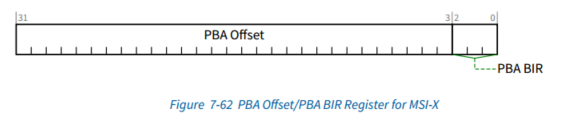 31 3 2 0
PBA Offset
PBA BIR
Figure 7-62 PBA Offset/PBA BIR Register for MSI-X